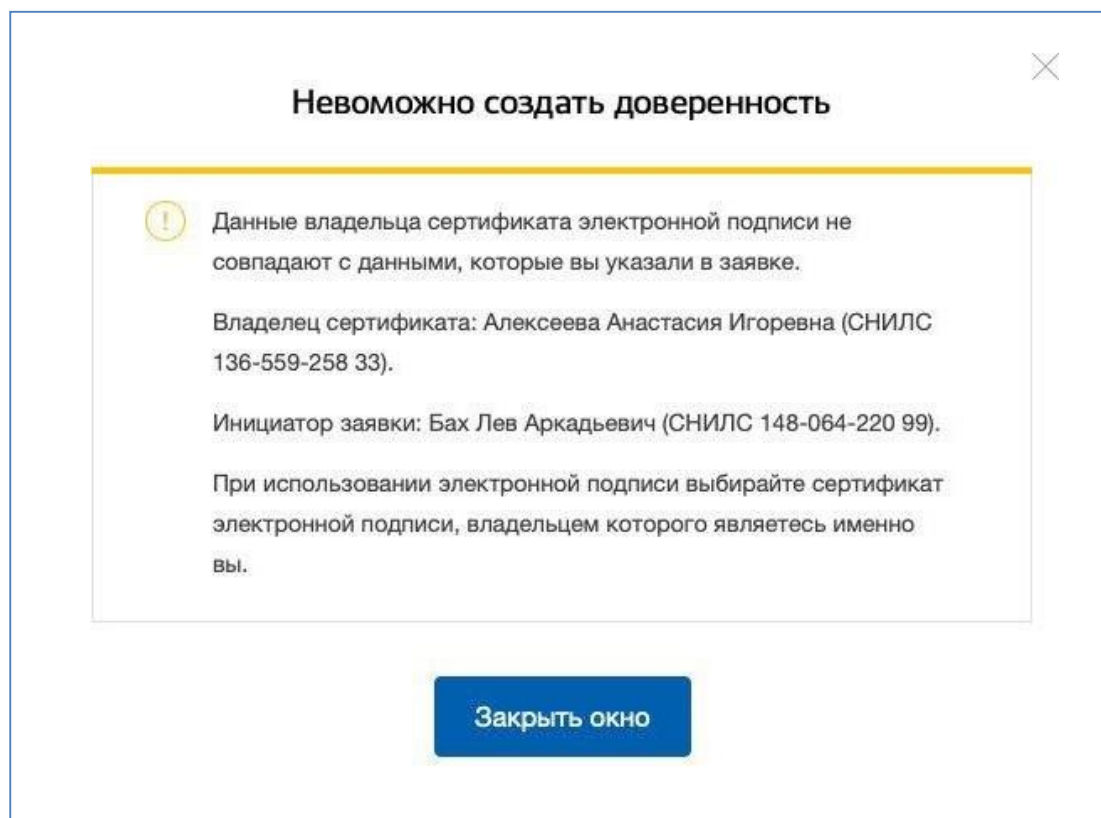 Невоможно создать доверенность
Данные владельца сертификата электронной подписи не
совпадают с данными, которые вы указали в заявке.
Владелец сертификата: Алексеева Анастасия Игоревна (СНИЛС
136-559-258 33).
Инициатор заявки: Бах Лев Аркадьевич (СНИЛС 148-064-220 99).
При использовании электронной подписи выбирайте сертификат
электронной подписи, владельцем которого являетесь именно
вы.
Закрыть окно